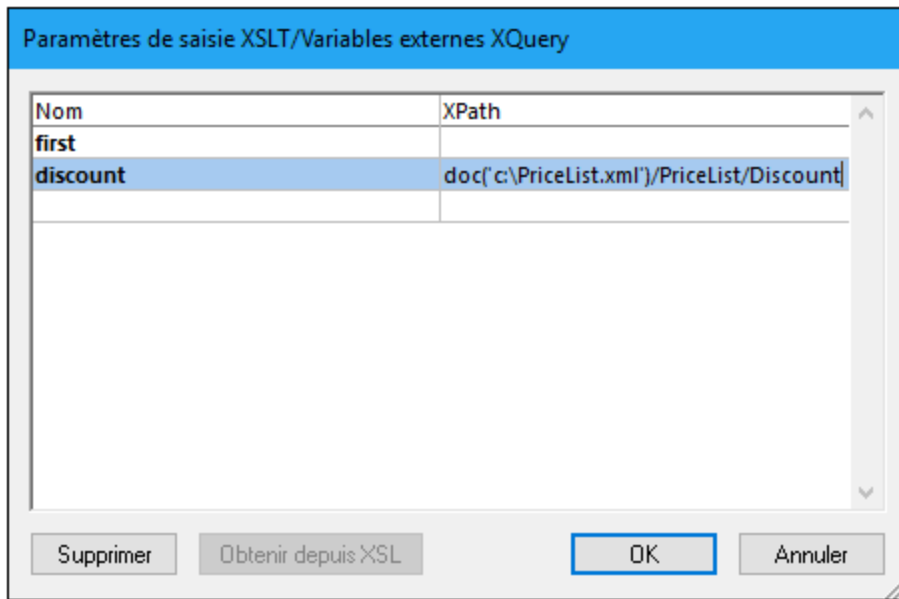 Paramètres de saisie XSLT/Variables externes XQuery
Nom XPath
first
discount doc('c:\PriceList.xml')/PriceList/Discount
Supprimer Obtenir depuis XSL OK Annuler